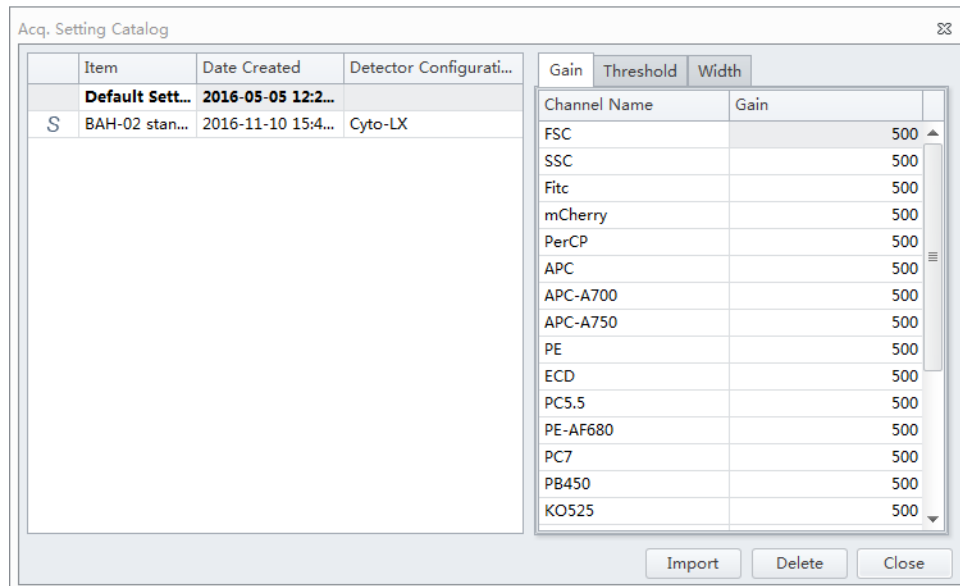 Acq. Setting Catalog
Item Date Created Detector Configurati...
Default Sett... 2016-05-05 12:2...
S BAH-02 stan... 2016-11-10 15:4... Cyto-LX
Gain Threshold Width
Channel Name Gain
FSC 500
SSC 500
Fitc 500
mCherry 500
PerCP 500
APC 500
APC-A700 500
APC-A750 500
PE 500
ECD 500
PC5.5 500
PE-AF680 500
PC7 500
PB450 500
KO525 500
Import Delete Close